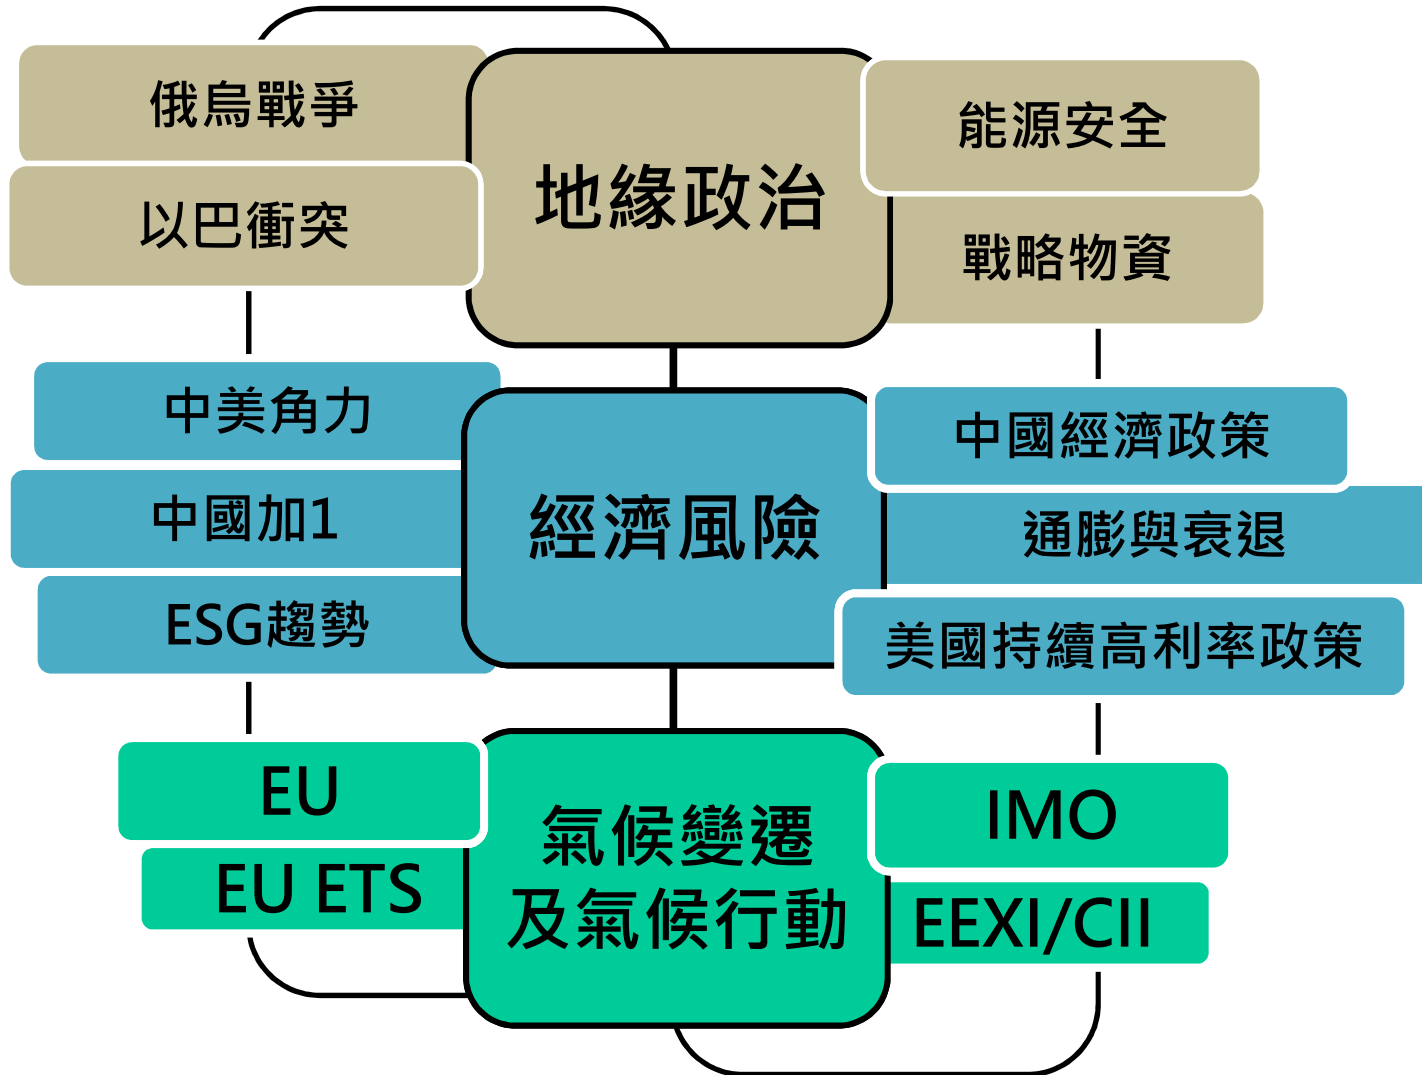 俄烏戰爭
以巴衝突
地緣政治
能源安全
戰略物資
中美角力
中國加1
ESG趨勢
經濟風險
中國經濟政策
通膨與衰退
美國持續高利率政策
EU
EU ETS
氣候變遷
及氣候行動
IMO
EEXI/CII